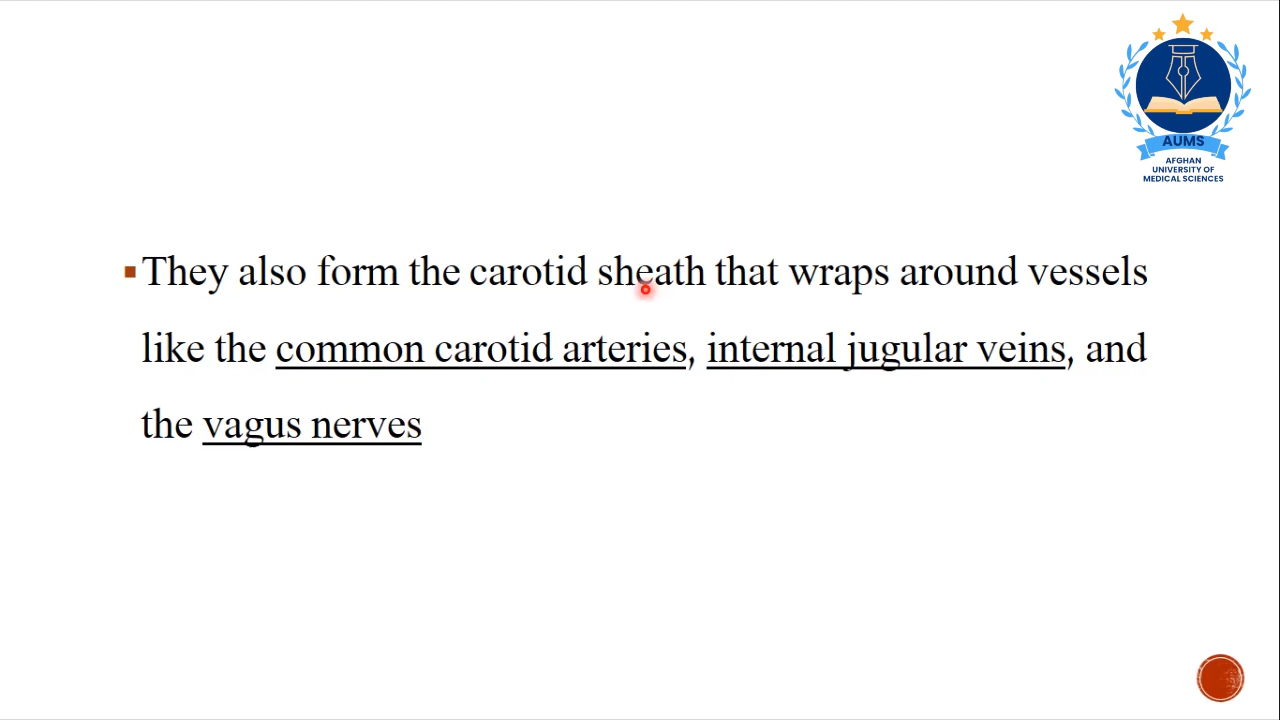 AUMS
AFGHAN
UNIVERSITY OF
MEDICAL SCIENCES
They also form the carotid sheath that wraps around vessels
like the common carotid arteries, internal jugular veins, and
the vagus nerves